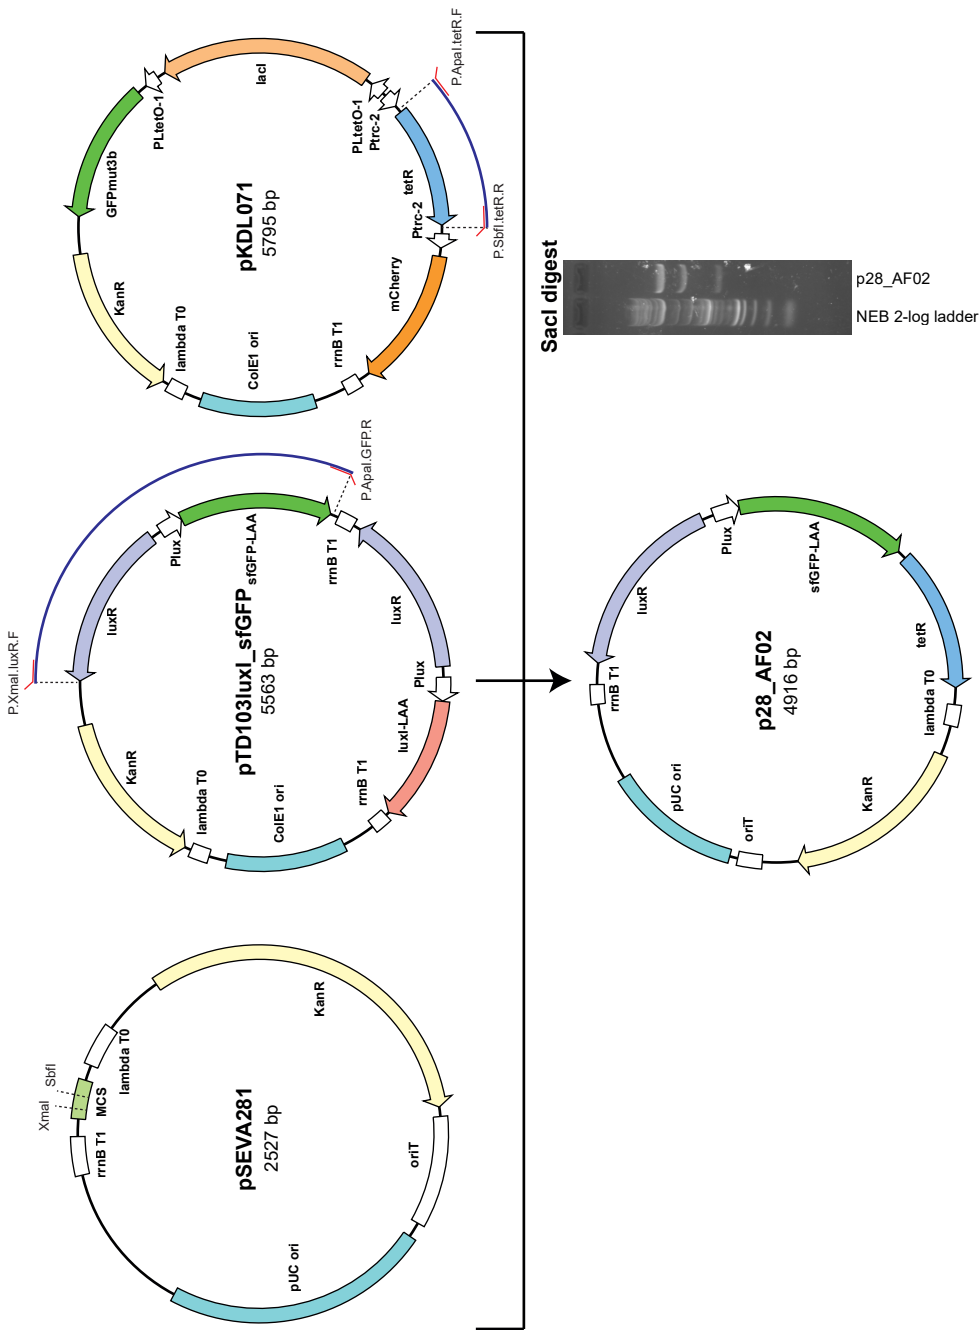 P.ApaI.tetR.F
lacI
PLtetO-1
PLtetO-1
Ptrc-2
GFPmut3b
tetR
Ptrc-2
P.SbfI.tetR.R
pKDL071
5795 bp
KanR
mCherry
lambda T0
ColE1 ori
rrnB T1
P.XmaI.luxR.F
P.ApaI.GFP.R
Plux
sfGFP-LAA
luxR
rrnB T1
pTD103luxI_sfGFP
5563 bp
luxR
Plux
KanR
luxI-LAA
lambda T0
ColE1 ori
rrnB T1
XmaI
SbfI
MCS
lambda T0
rrnB T1
KanR
pSEVA281
2527 bp
oriT
pUC ori
SacI digest
p28_AF02
NEB 2-log ladder
Plux
luxR
sfGFP-LAA
rrnB T1
tetR
p28_AF02
4916 bp
lambda T0
pUC ori
KanR
oriT